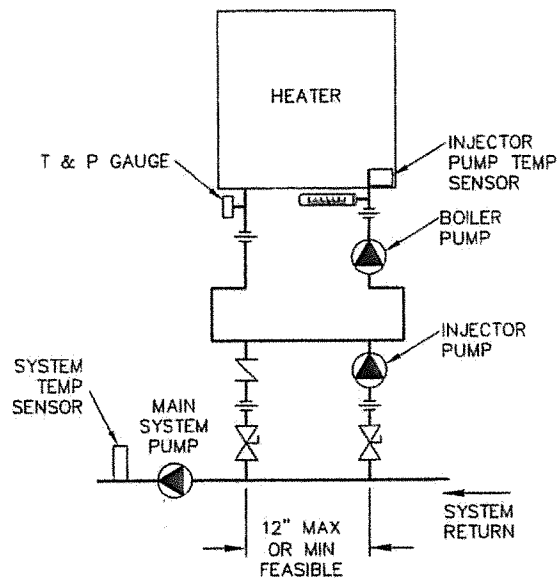 HEATER
T & P GAUGE
INJECTOR
PUMP TEMP
SENSOR
BOILER
PUMP
INJECTOR
PUMP
SYSTEM
TEMP
SENSOR
MAIN
SYSTEM
PUMP
12" MAX
OR MIN
FEASIBLE
SYSTEM
RETURN